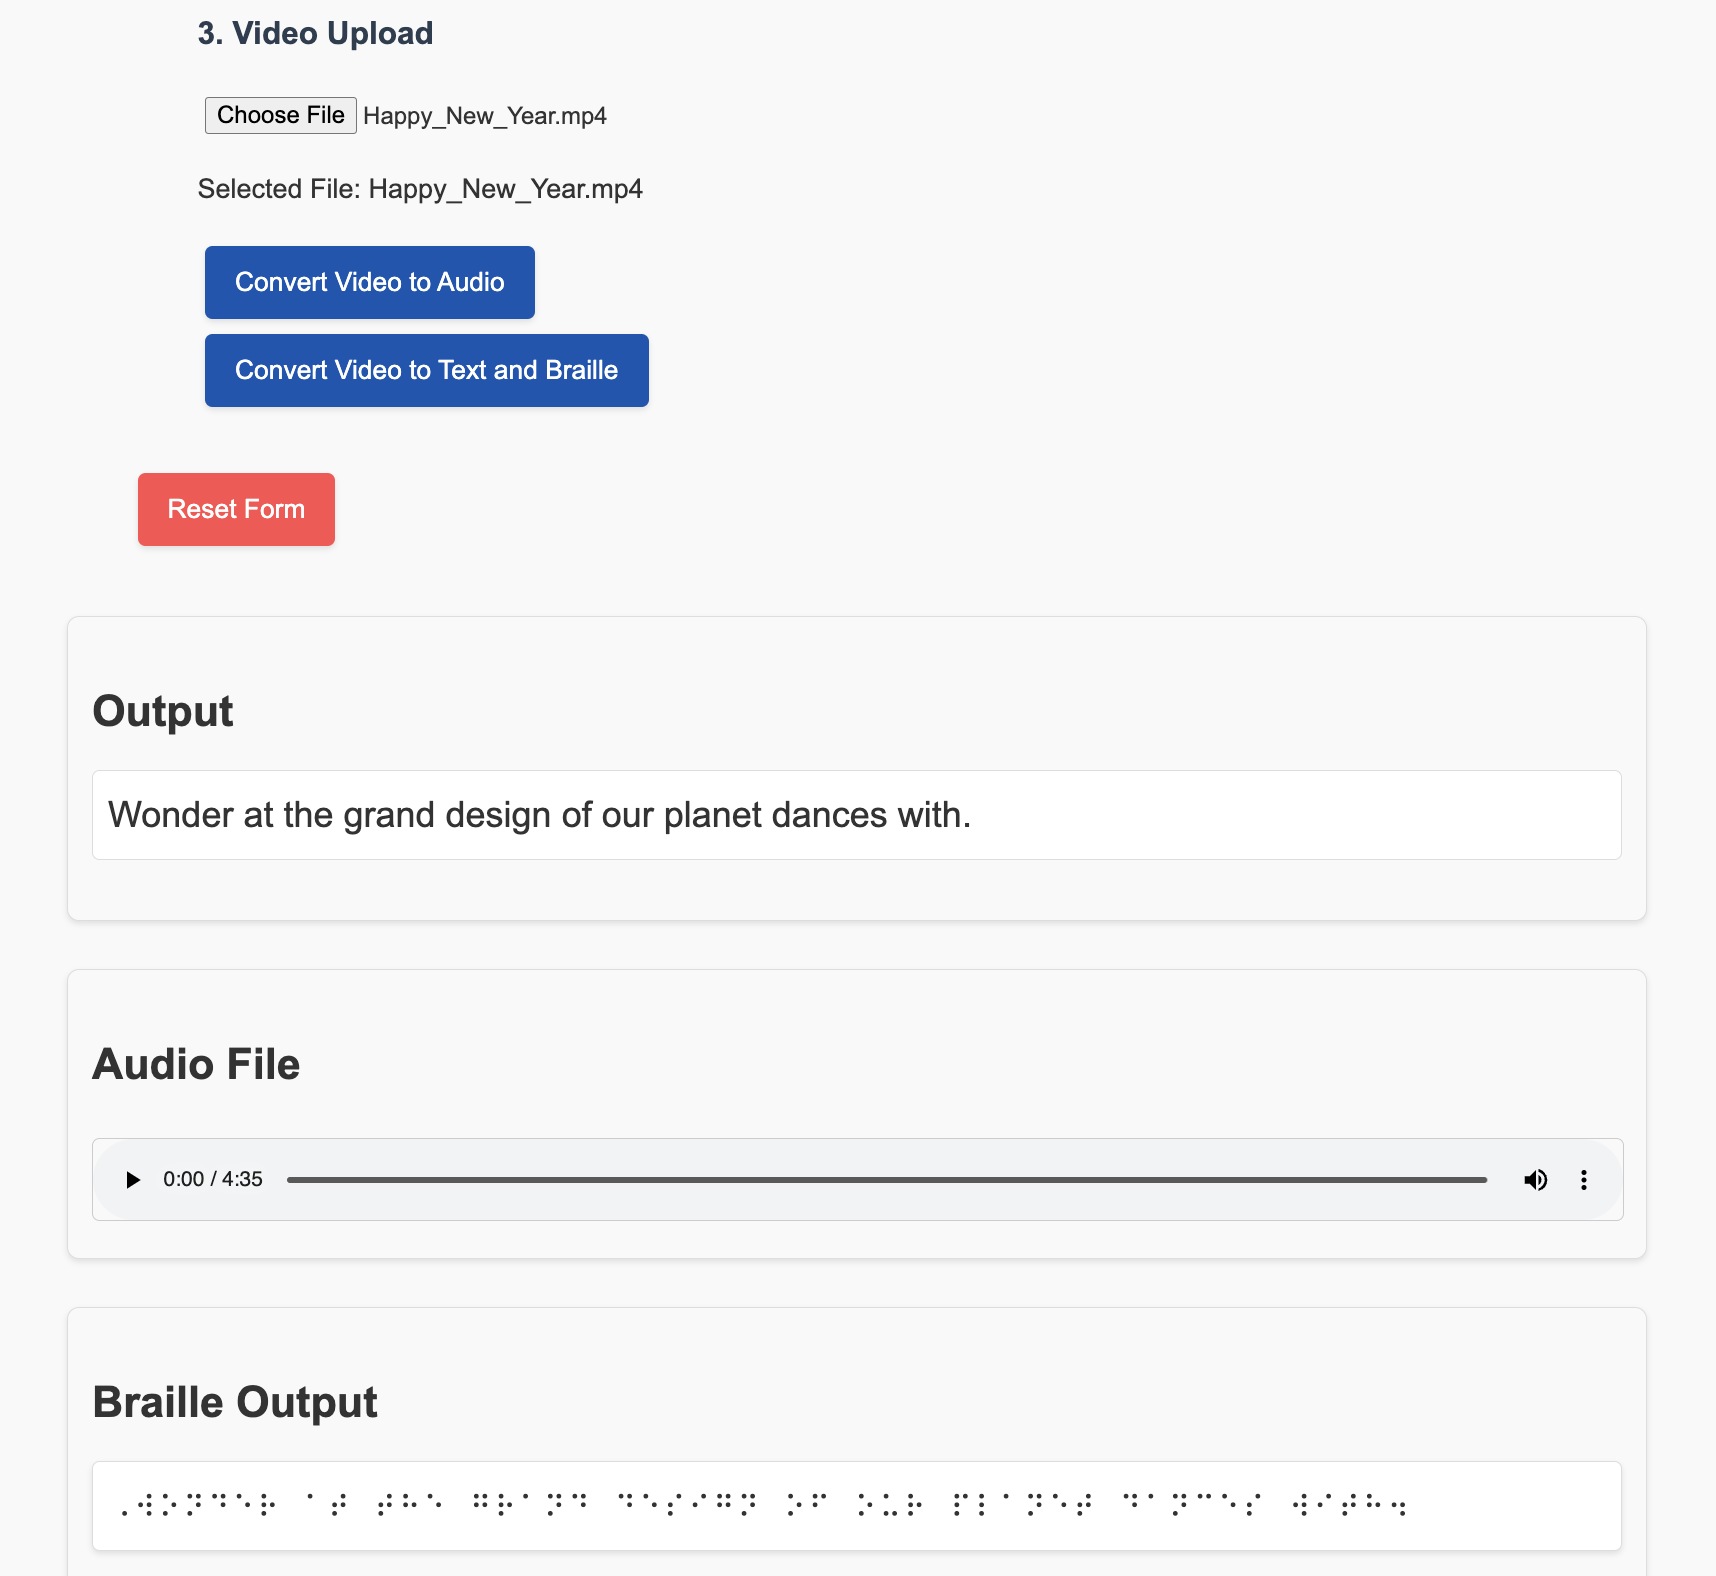 3. Video Upload
Choose File Happy_New_Year.mp4
Selected File: Happy_New_Year.mp4
Convert Video to Audio
Convert Video to Text and Braille
Reset Form
Output
Wonder at the grand design of our planet dances with.
Audio File
0:00 / 4:35
Braille Output
⠠⠺⠕⠝⠙⠑⠗ ⠁⠞ ⠞⠓⠑ ⠛⠗⠁⠝⠙ ⠙⠑⠎⠊⠛⠝ ⠕⠋ ⠕⠥⠗ ⠏⠇⠁⠝⠑⠞ ⠙⠁⠝⠉⠑⠎ ⠺⠊⠞⠓⠲